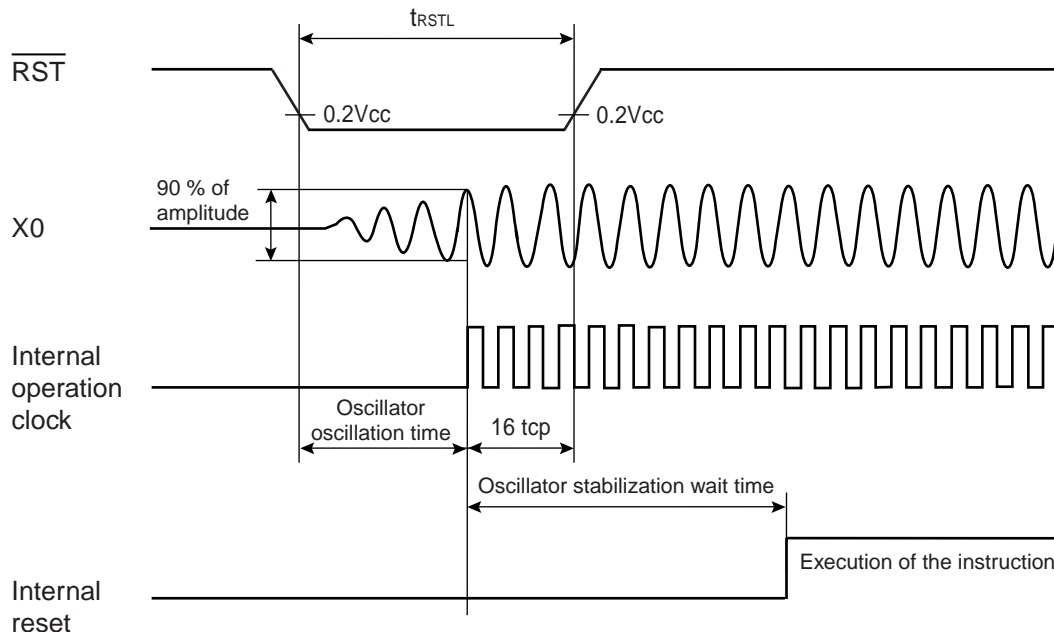 tRSTL
RST
0.2Vcc
0.2Vcc
90 % of
amplitude
X0
Internal
operation
clock
Oscillator
oscillation time
16 tcp
Oscillator stabilization wait time
Execution of the instruction
Internal
reset